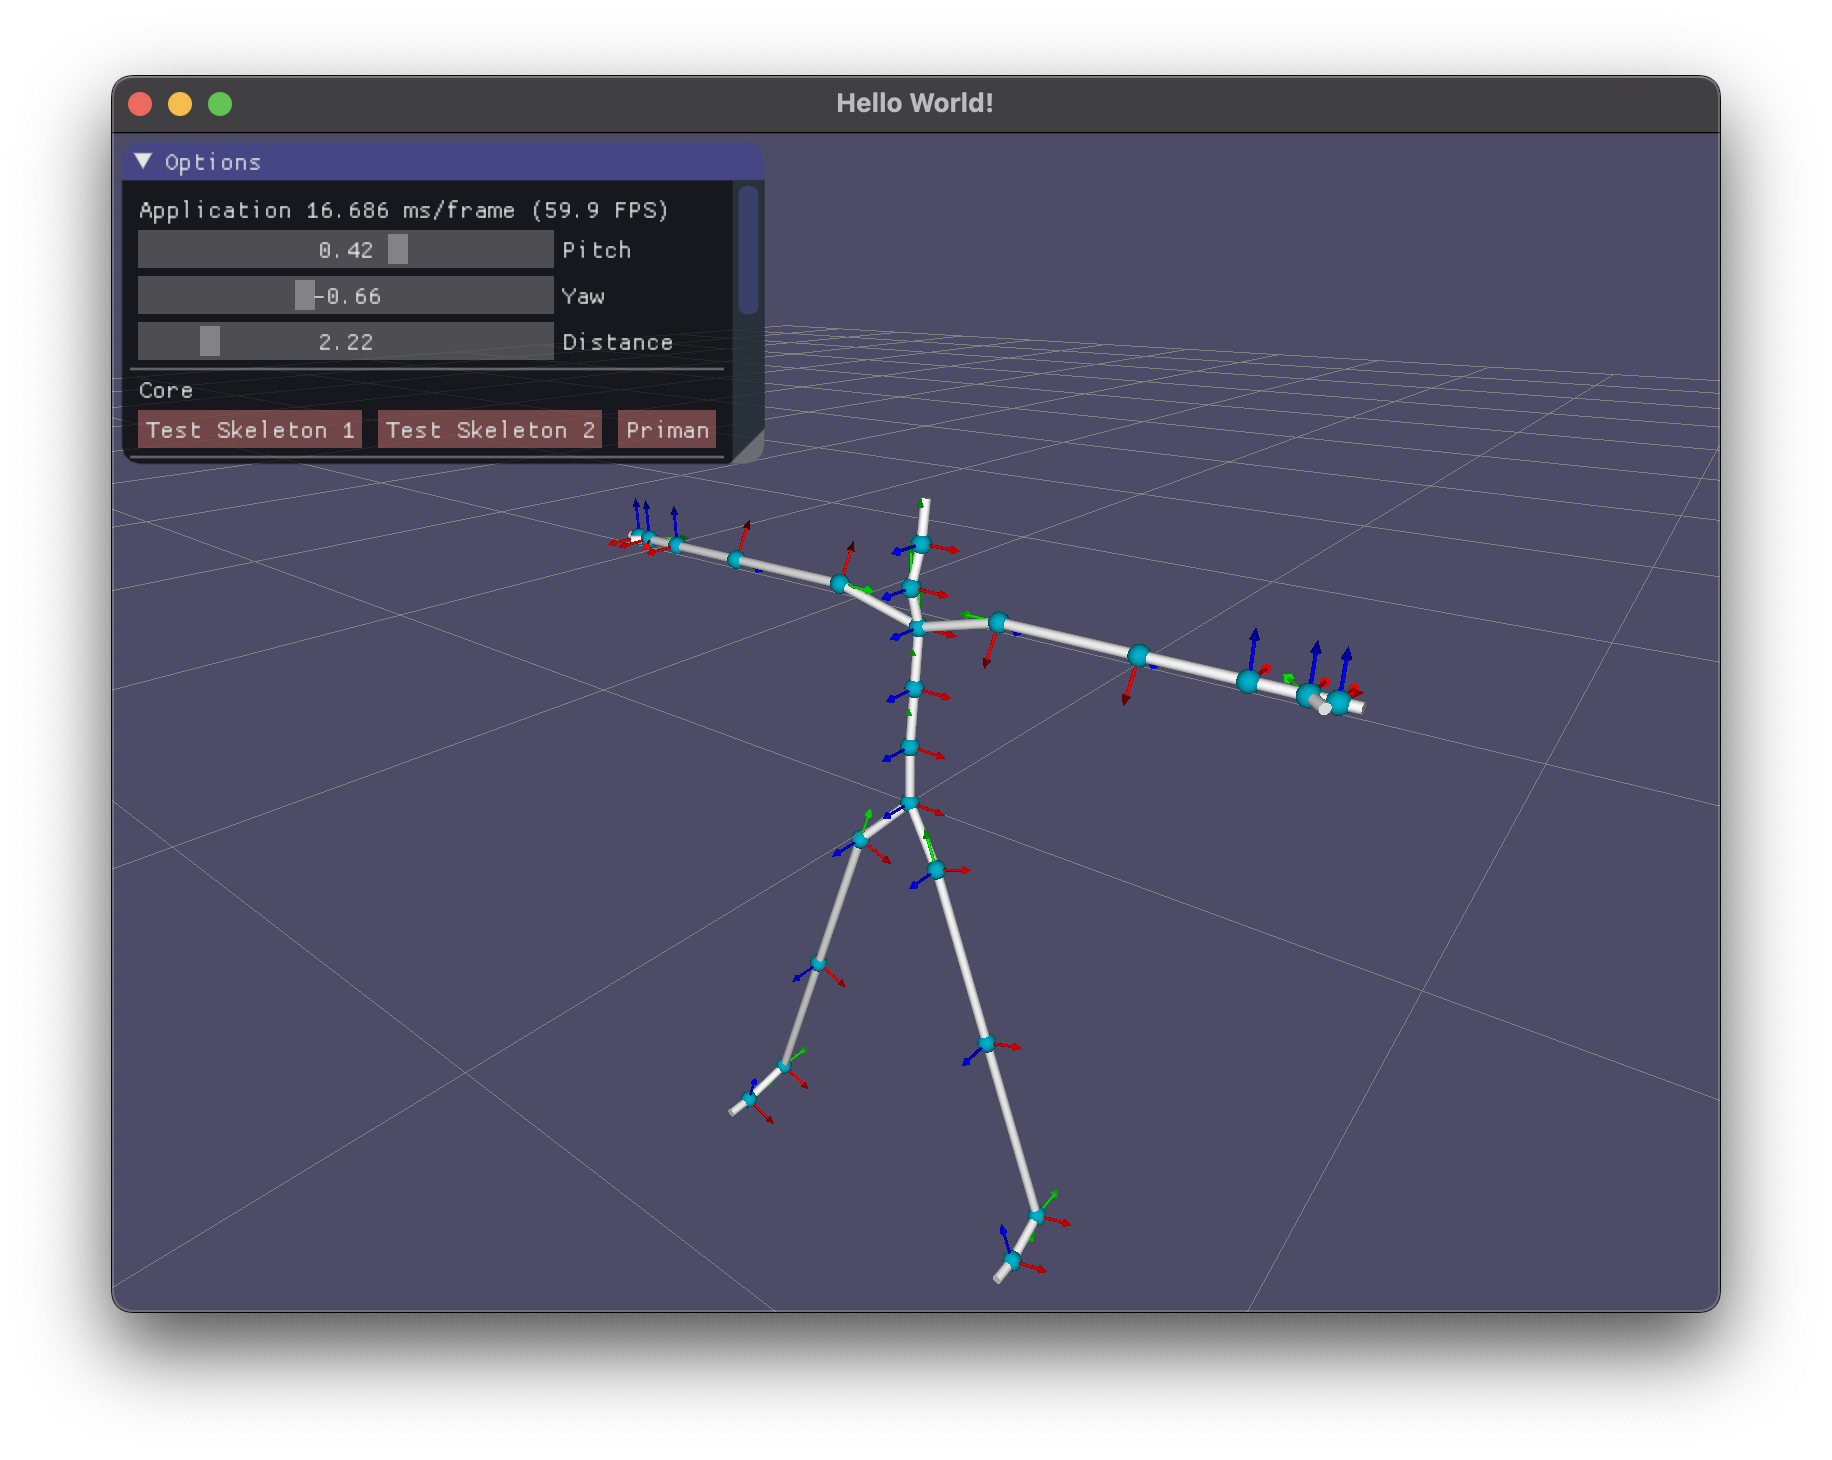 Hello World!
Options
Application 16.686 ms/frame (59.9 FPS)
0.42 Pitch
-0.66 Yaw
2.22 Distance
Core
Test Skeleton 1 Test Skeleton 2 Priman